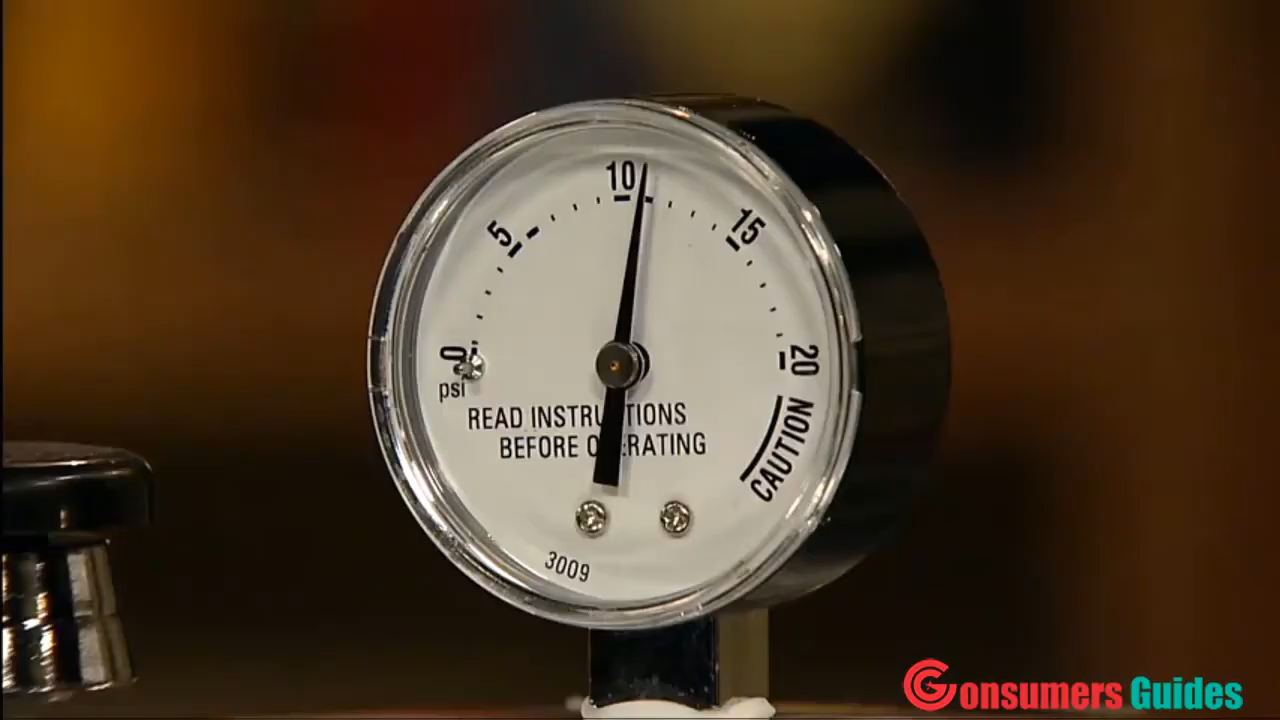 10
5
15
0
20
psi
READ INSTRUCTIONS
BEFORE OPERATING
CAUTION
3009
Consumers Guides